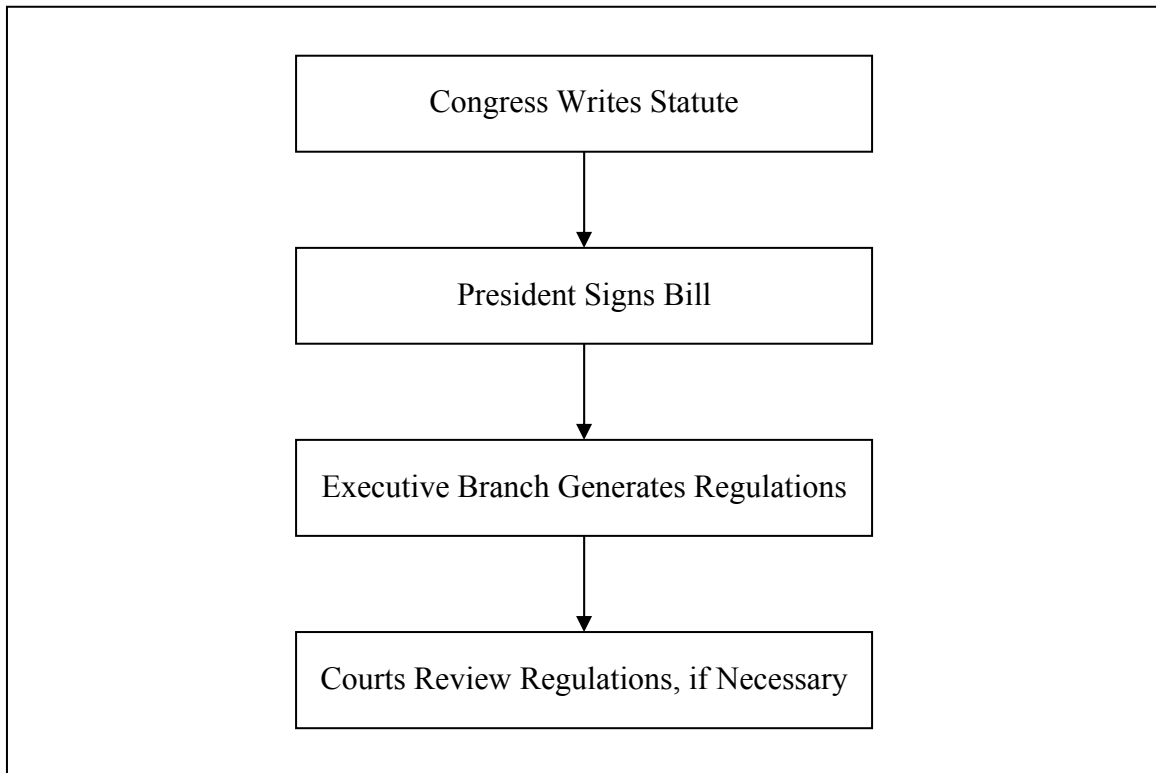 Congress Writes Statute
President Signs Bill
Executive Branch Generates Regulations
Courts Review Regulations, if Necessary